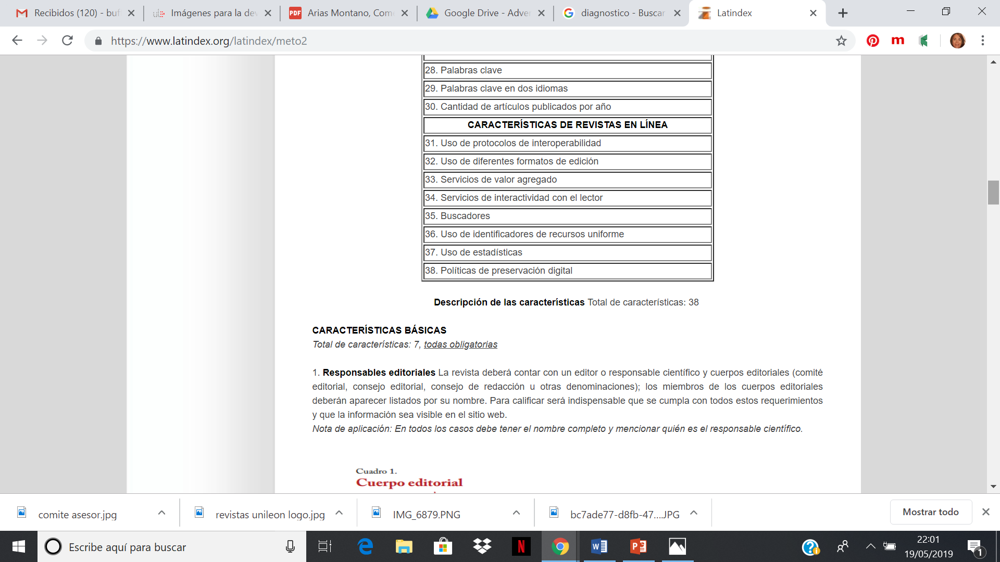 Recibidos (120) - buf
Imágenes para la dev
Arias Montano, Com
Google Drive - Adver
diagnostico - Buscar
Latindex
https://www.latindex.org/latindex/meto2
28. Palabras clave
29. Palabras clave en dos idiomas
30. Cantidad de artículos publicados por año
CARACTERÍSTICAS DE REVISTAS EN LÍNEA
31. Uso de protocolos de interoperabilidad
32. Uso de diferentes formatos de edición
33. Servicios de valor agregado
34. Servicios de interactividad con el lector
35. Buscadores
36. Uso de identificadores de recursos uniforme
37. Uso de estadísticas
38. Políticas de preservación digital
Descripción de las características Total de características: 38
CARACTERÍSTICAS BÁSICAS
Total de características: 7, todas obligatorias
1. Responsables editoriales La revista deberá contar con un editor o responsable científico y cuerpos editoriales (comité
editorial, consejo editorial, consejo de redacción u otras denominaciones); los miembros de los cuerpos editoriales
deberán aparecer listados por su nombre. Para calificar será indispensable que se cumpla con todos estos requerimientos
y que la información sea visible en el sitio web.
Nota de aplicación: En todos los casos debe tener el nombre completo y mencionar quién es el responsable científico.
Cuadro 1.
Cuerpo editorial
comite asesor.jpg
revistas unileon logo.jpg
IMG_6879.PNG
bc7ade77-d8fb-47....JPG
Mostrar todo
Escribe aquí para buscar
22:01
19/05/2019
1